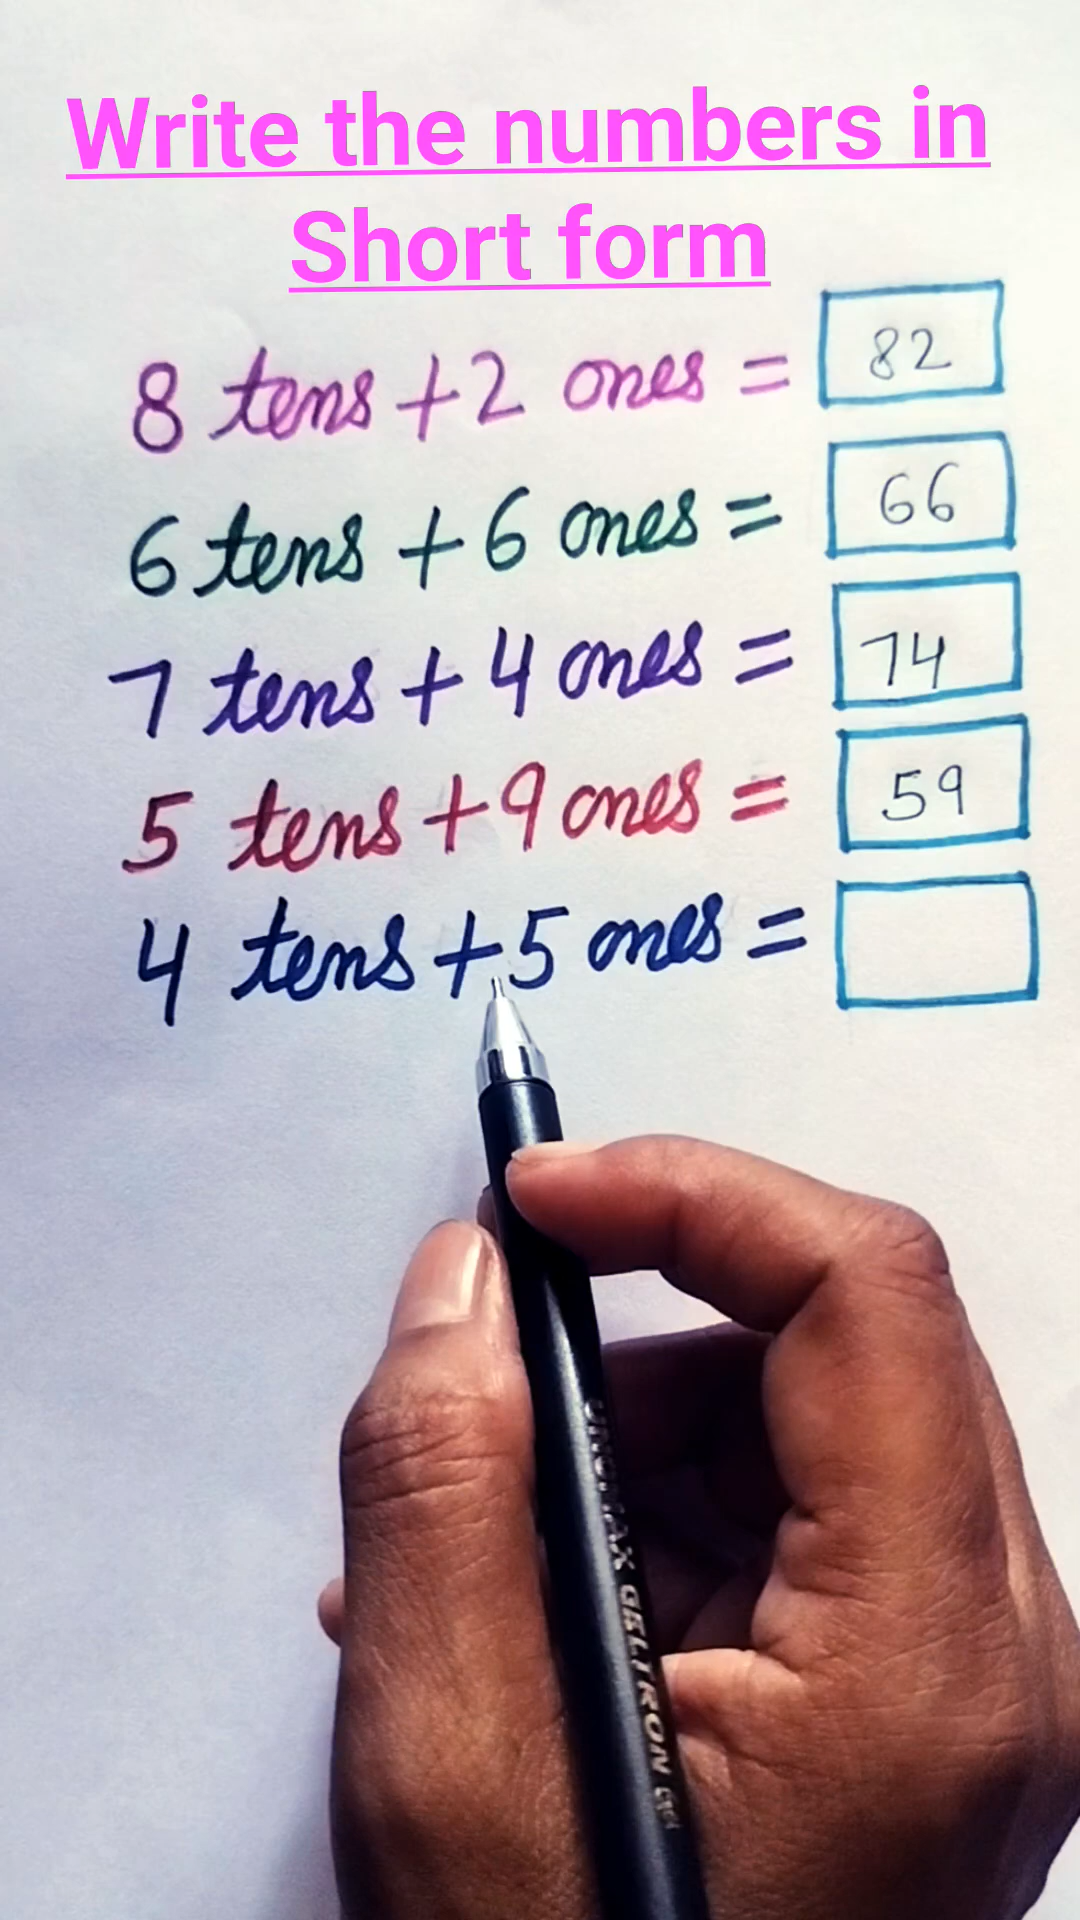 Write the numbers in
Short form
8 tens + 2 ones = 82
6 tens + 6 ones = 66
7 tens + 4 ones = 74
5 tens + 9 ones = 59
4 tens + 5 ones =
GELTRON